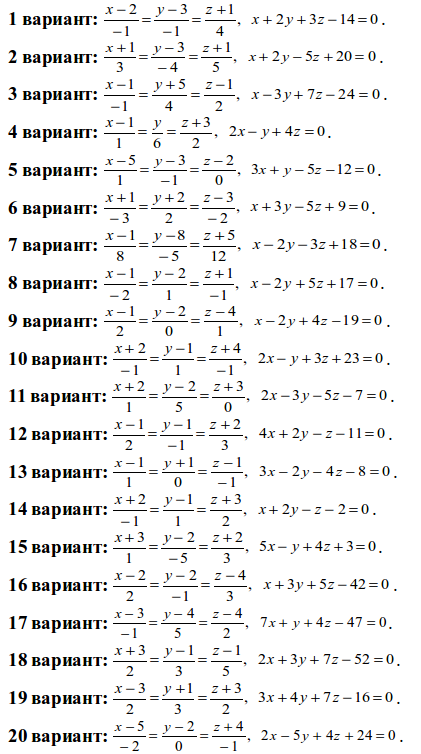 1 вариант: \frac{x-2}{-1}=\frac{y-3}{-1}=\frac{z+1}{4}, x+2y+3z-14=0.
2 вариант: \frac{x+1}{3}=\frac{y-3}{-4}=\frac{z+1}{5}, x+2y-5z+20=0.
3 вариант: \frac{x-1}{-1}=\frac{y+5}{4}=\frac{z-1}{2}, x-3y+7z-24=0.
4 вариант: \frac{x-1}{1}=\frac{y}{6}=\frac{z+3}{2}, 2x-y+4z=0.
5 вариант: \frac{x-5}{1}=\frac{y-3}{-1}=\frac{z-2}{0}, 3x+y-5z-12=0.
6 вариант: \frac{x+1}{-3}=\frac{y+2}{2}=\frac{z-3}{-2}, x+3y-5z+9=0.
7 вариант: \frac{x-1}{8}=\frac{y-8}{-5}=\frac{z+5}{12}, x-2y-3z+18=0.
8 вариант: \frac{x-1}{-2}=\frac{y-2}{1}=\frac{z+1}{-1}, x-2y+5z+17=0.
9 вариант: \frac{x-1}{2}=\frac{y-2}{0}=\frac{z-4}{1}, x-2y+4z-19=0.
10 вариант: \frac{x+2}{-1}=\frac{y-1}{1}=\frac{z+4}{-1}, 2x-y+3z+23=0.
11 вариант: \frac{x+2}{1}=\frac{y-2}{5}=\frac{z+3}{0}, 2x-3y-5z-7=0.
12 вариант: \frac{x-1}{2}=\frac{y-1}{-1}=\frac{z+2}{3}, 4x+2y-z-11=0.
13 вариант: \frac{x-1}{1}=\frac{y+1}{0}=\frac{z-1}{-1}, 3x-2y-4z-8=0.
14 вариант: \frac{x+2}{-1}=\frac{y-1}{1}=\frac{z+3}{2}, x+2y-z-2=0.
15 вариант: \frac{x+3}{1}=\frac{y-2}{-5}=\frac{z+2}{3}, 5x-y+4z+3=0.
16 вариант: \frac{x-2}{2}=\frac{y-2}{-1}=\frac{z-4}{3}, x+3y+5z-42=0.
17 вариант: \frac{x-3}{-1}=\frac{y-4}{5}=\frac{z-4}{2}, 7x+y+4z-47=0.
18 вариант: \frac{x+3}{2}=\frac{y-1}{3}=\frac{z-1}{5}, 2x+3y+7z-52=0.
19 вариант: \frac{x-3}{2}=\frac{y+1}{3}=\frac{z+3}{2}, 3x+4y+7z-16=0.
20 вариант: \frac{x-5}{-2}=\frac{y-2}{0}=\frac{z+4}{-1}, 2x-5y+4z+24=0.